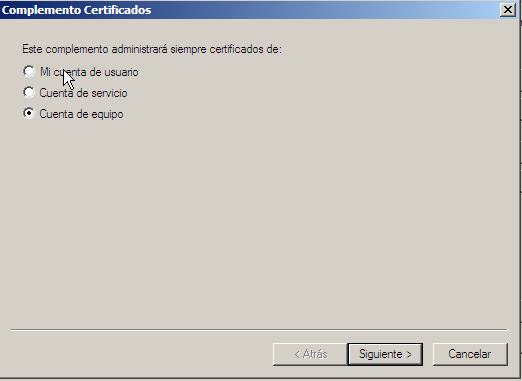 Complemento Certificados
Este complemento administrará siempre certificados de:
Mi cuenta de usuario
Cuenta de servicio
Cuenta de equipo
< Atrás
Siguiente >
Cancelar